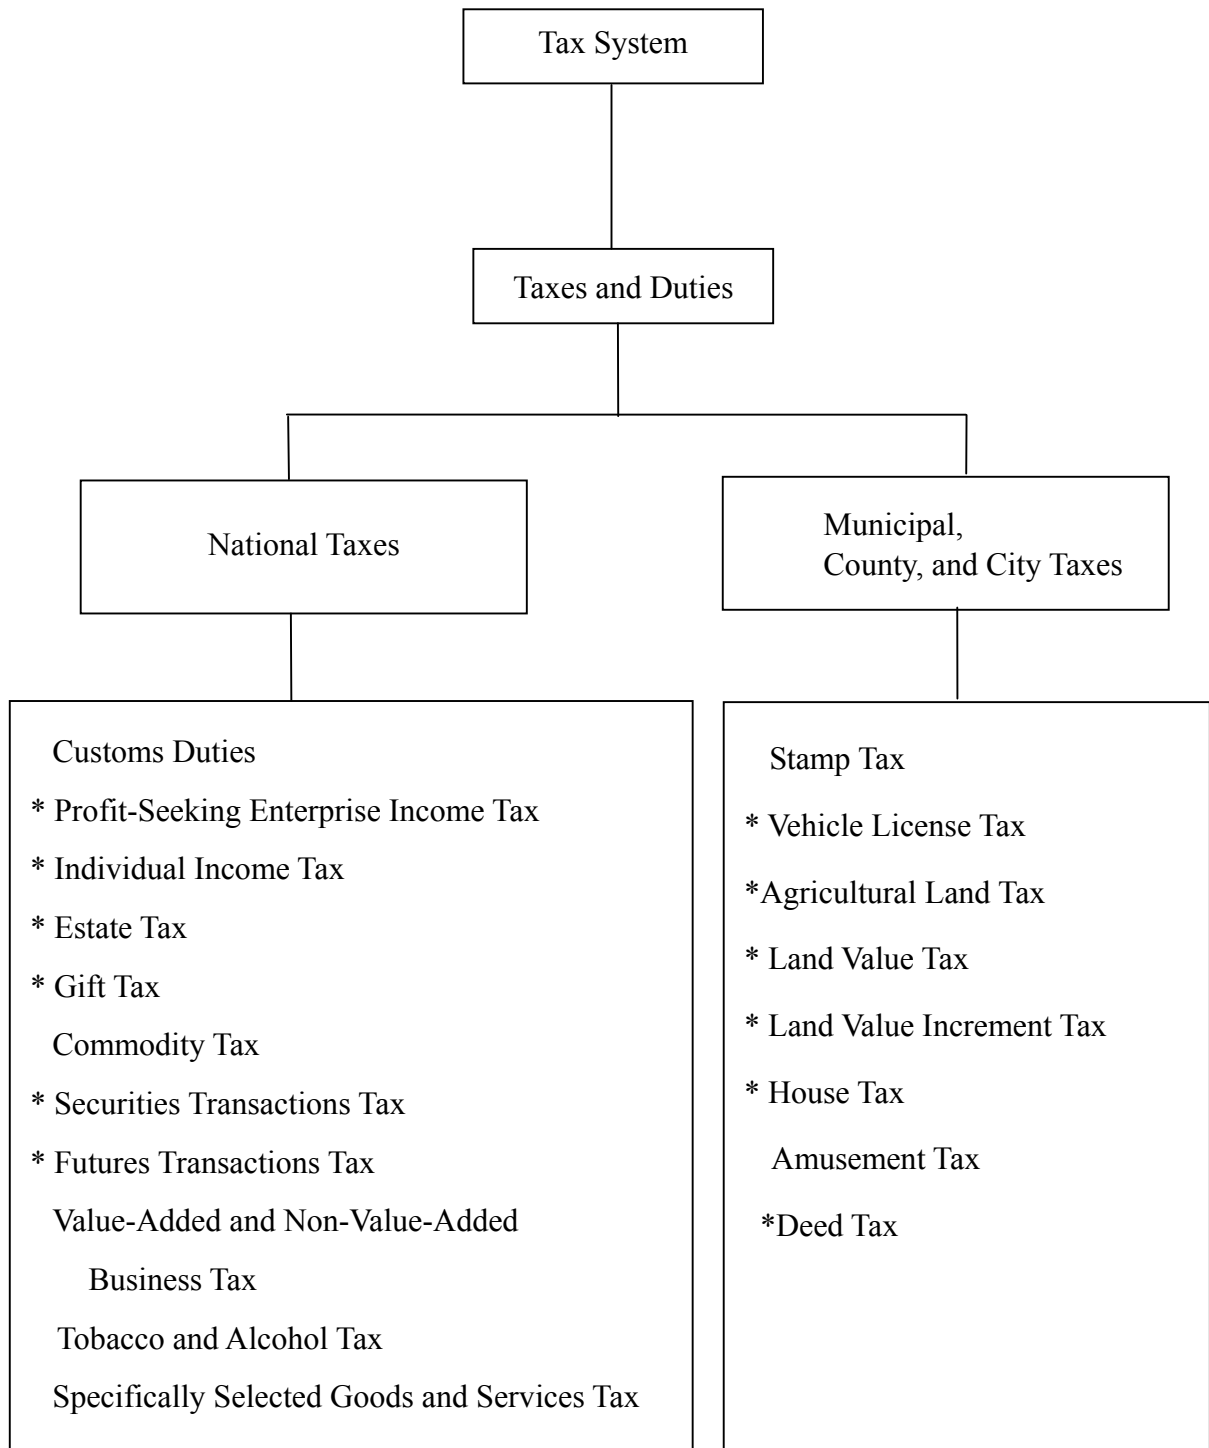 Tax System
Taxes and Duties
National Taxes
Municipal,
County, and City Taxes
Customs Duties
* Profit-Seeking Enterprise Income Tax
* Individual Income Tax
* Estate Tax
* Gift Tax
Commodity Tax
* Securities Transactions Tax
* Futures Transactions Tax
Value-Added and Non-Value-Added
Business Tax
Tobacco and Alcohol Tax
Specifically Selected Goods and Services Tax
Stamp Tax
* Vehicle License Tax
*Agricultural Land Tax
* Land Value Tax
* Land Value Increment Tax
* House Tax
Amusement Tax
*Deed Tax